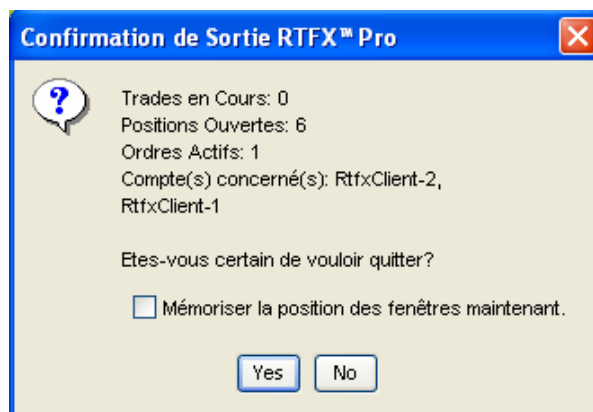 Confirmation de Sortie RTFX™ Pro
Trades en Cours: 0
Positions Ouvertes: 6
Ordres Actifs: 1
Compte(s) concerné(s): RtfxClient-2,
RtfxClient-1
Etes-vous certain de vouloir quitter?
Mémoriser la position des fenêtres maintenant.
Yes No